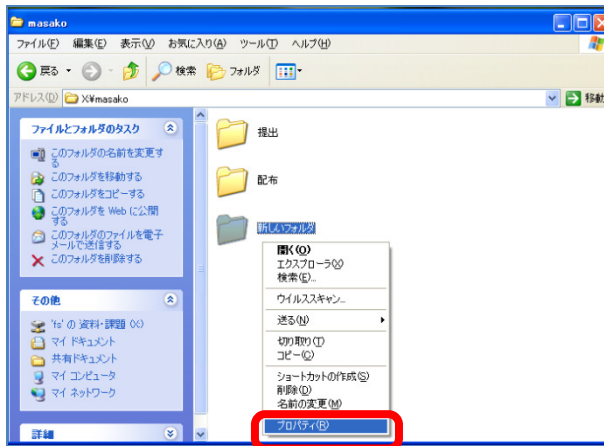 masako
ファイル(F) 編集(E) 表示(V) お気に入り(A) ツール(T) ヘルプ(H)
戻る 検索 フォルダ
アドレス(D) X¥masako 移動
ファイルとフォルダのタスク
このフォルダの名前を変更す
る
このフォルダを移動する
このフォルダをコピーする
このフォルダを Web に公開
する
このフォルダのファイルを電子
メールで送信する
このフォルダを削除する
その他
'fs' の 資料・課題 (X:)
マイ ドキュメント
共有ドキュメント
マイ コンピュータ
マイ ネットワーク
詳細
提出
配布
新しいフォルダ
開く(O)
エクスプローラ(X)
検索(E)...
ウイルススキャン...
送る(N)
切り取り(T)
コピー(C)
ショートカットの作成(S)
削除(D)
名前の変更(M)
プロパティ(R)